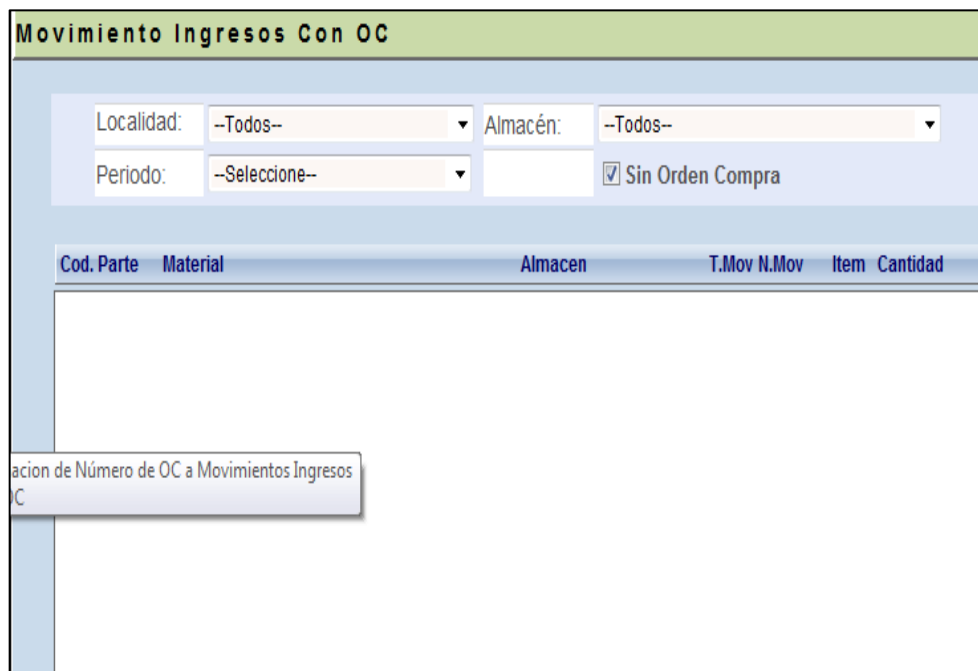 Movimiento Ingresos Con OC
Localidad: --Todos-- Almacén: --Todos--
Periodo: --Seleccione-- Sin Orden Compra
Cod. Parte Material Almacen T.Mov N.Mov Item Cantidad
acion de Número de OC a Movimientos Ingresos
OC